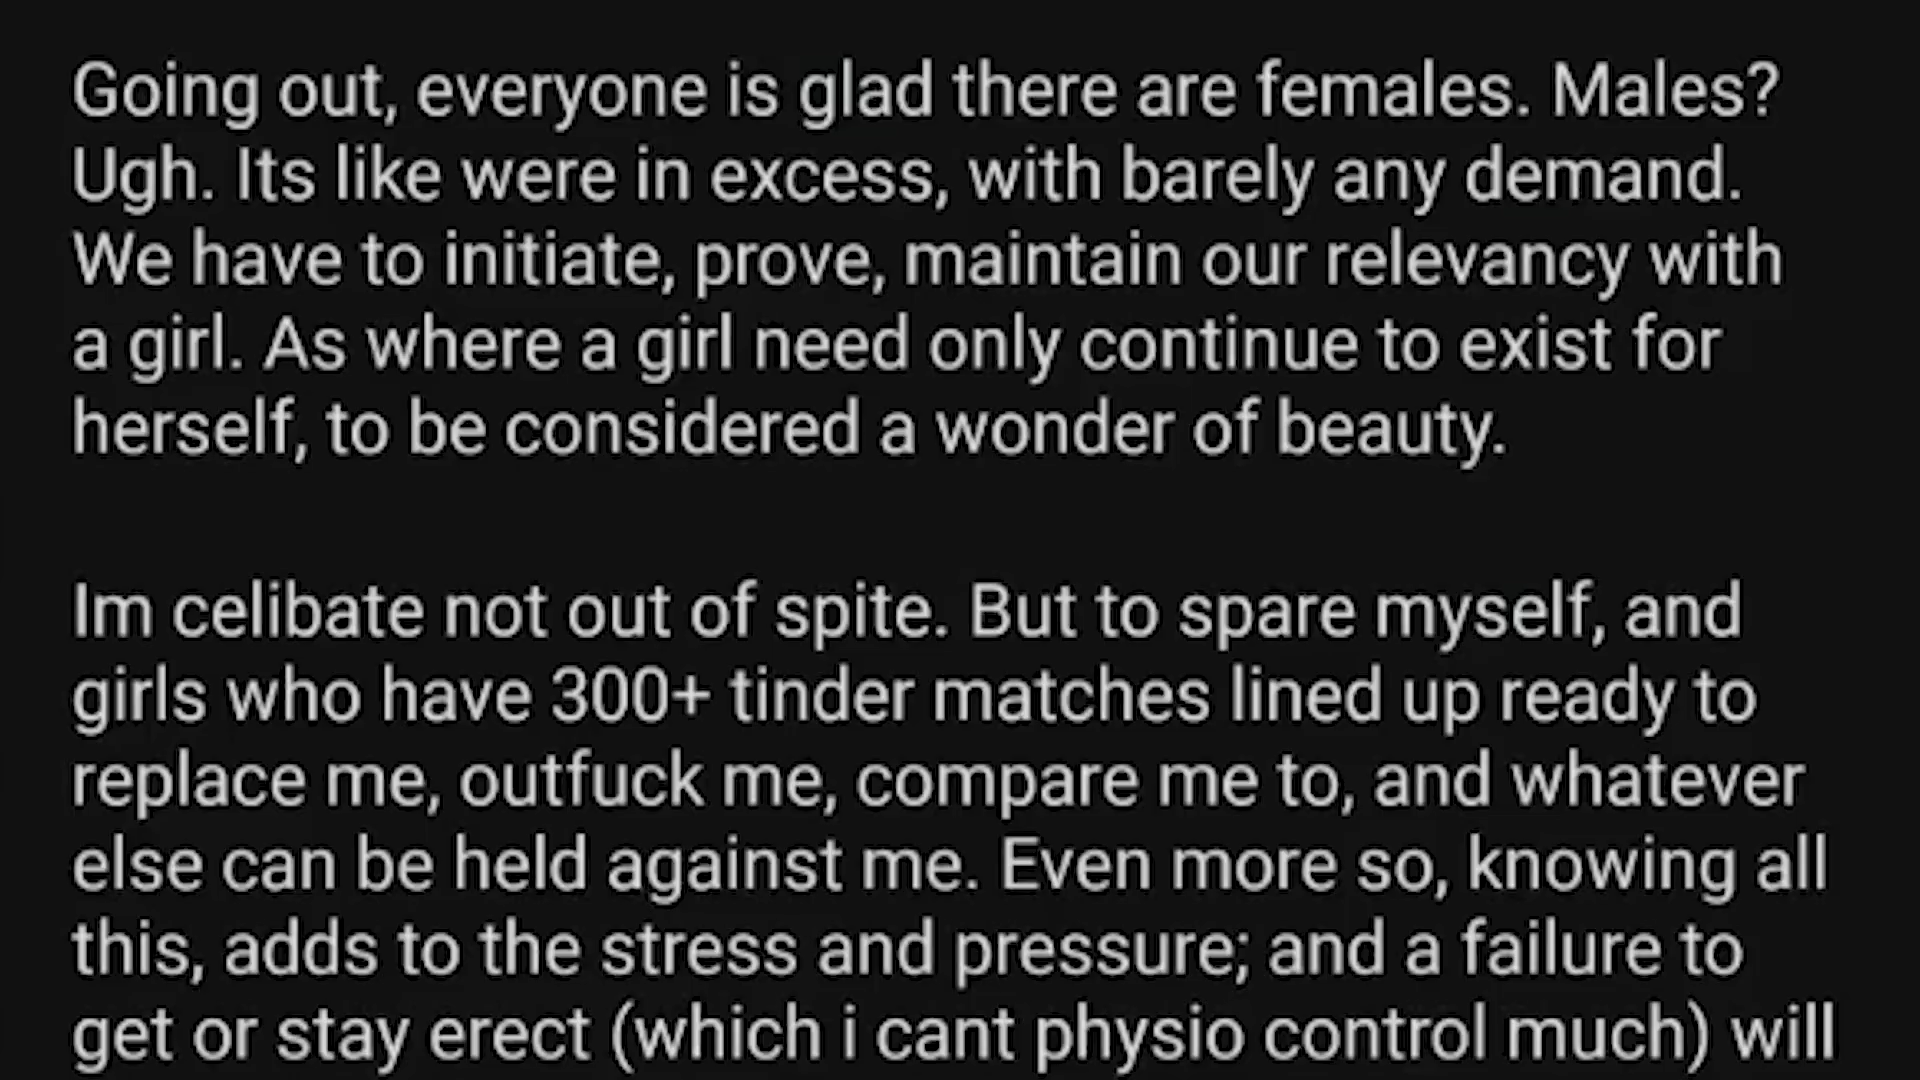 Going out, everyone is glad there are females. Males?
Ugh. Its like were in excess, with barely any demand.
We have to initiate, prove, maintain our relevancy with
a girl. As where a girl need only continue to exist for
herself, to be considered a wonder of beauty.
Im celibate not out of spite. But to spare myself, and
girls who have 300+ tinder matches lined up ready to
replace me, outfuck me, compare me to, and whatever
else can be held against me. Even more so, knowing all
this, adds to the stress and pressure; and a failure to
get or stay erect (which i cant physio control much) will